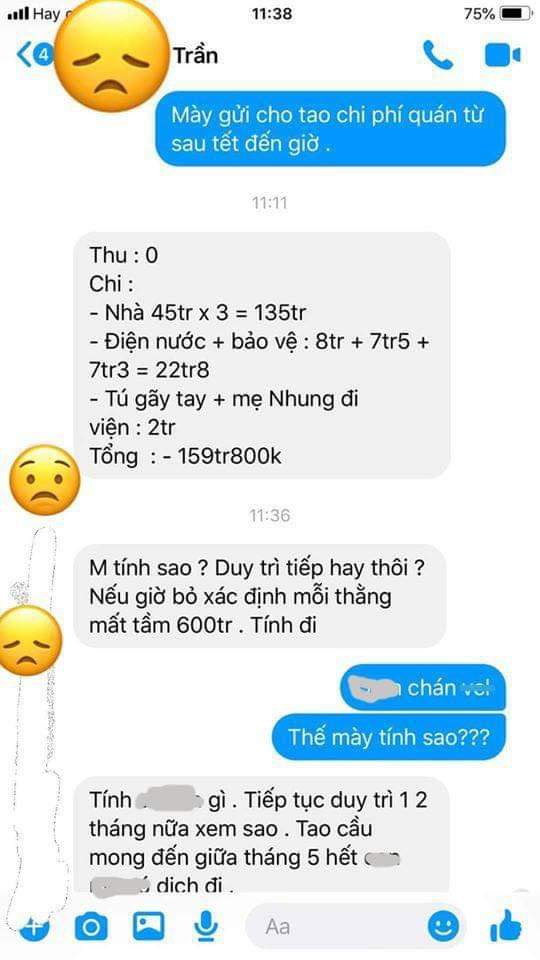 Hay
11:38
75%
4
Trần
Mày gửi cho tao chi phí quán từ
sau tết đến giờ .
11:11
Thu : 0
Chi :
- Nhà 45tr x 3 = 135tr
- Điện nước + bảo vệ : 8tr + 7tr5 +
7tr3 = 22tr8
- Tú gãy tay + mẹ Nhung đi
viện : 2tr
Tổng : - 159tr800k
11:36
M tính sao ? Duy trì tiếp hay thôi ?
Nếu giờ bỏ xác định mỗi thằng
mất tầm 600tr . Tính đi
chán
Thế mày tính sao???
Tính gì . Tiếp tục duy trì 1 2
tháng nữa xem sao . Tao cầu
mong đến giữa tháng 5 hết
dịch đi .
Aa